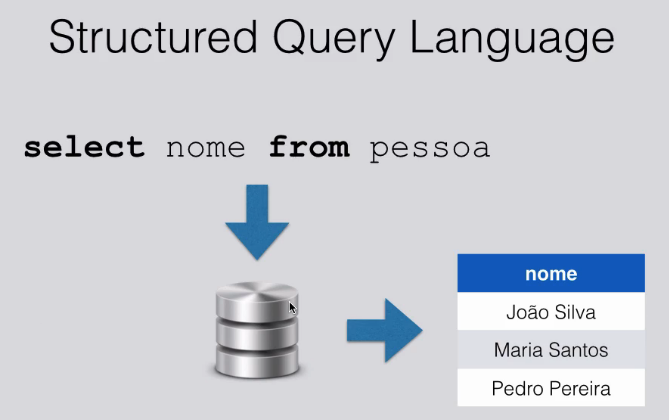 Structured Query Language
select nome from pessoa
nome
João Silva
Maria Santos
Pedro Pereira